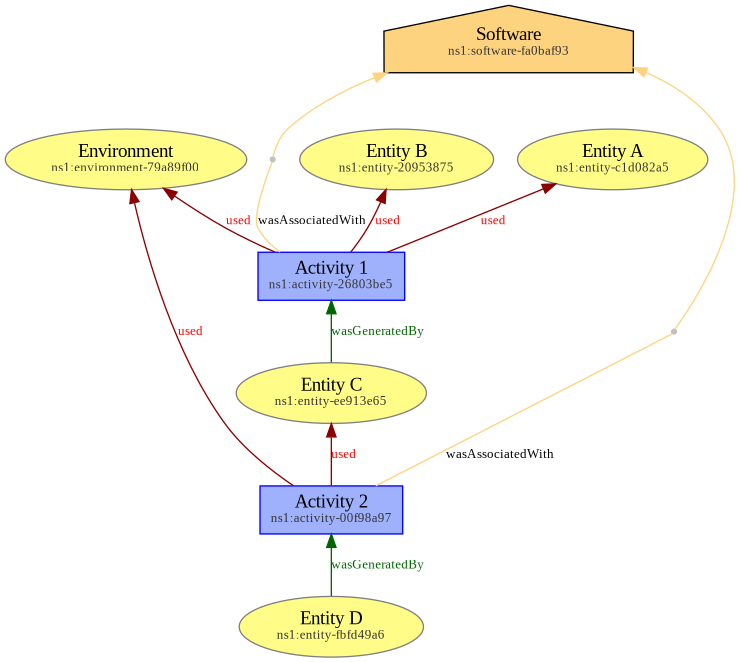 Software
ns1:software-fa0baf93
Environment
ns1:environment-79a89f00
Entity B
ns1:entity-20953875
Entity A
ns1:entity-c1d082a5
used
wasAssociatedWith
used
used
Activity 1
ns1:activity-26803be5
used
wasGeneratedBy
Entity C
ns1:entity-ee913e65
used
wasAssociatedWith
Activity 2
ns1:activity-00f98a97
wasGeneratedBy
Entity D
ns1:entity-fbfd49a6